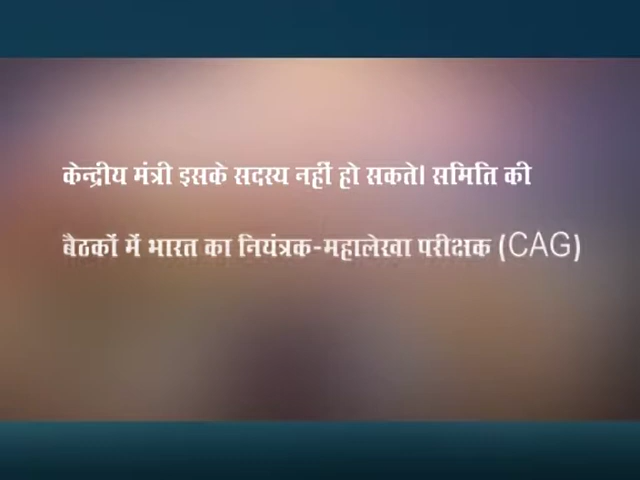 केन्द्रीय मंत्री इसके सदस्य नहीं हो सकते। समिति की
बैठकों में भारत का नियंत्रक-महालेखा परीक्षक (CAG)